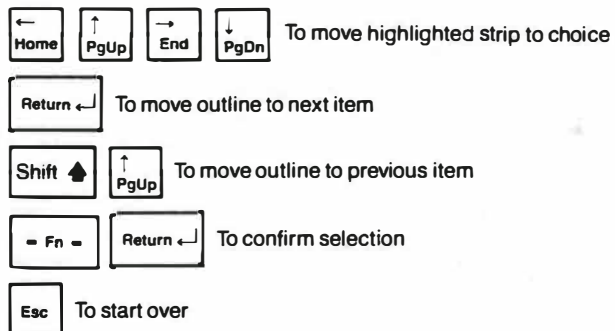 ← Home ↑ PgUp → End ↓ PgDn To move highlighted strip to choice
Return ↵ To move outline to next item
Shift ↑ PgUp To move outline to previous item
- Fn - Return ↵ To confirm selection
Esc To start over